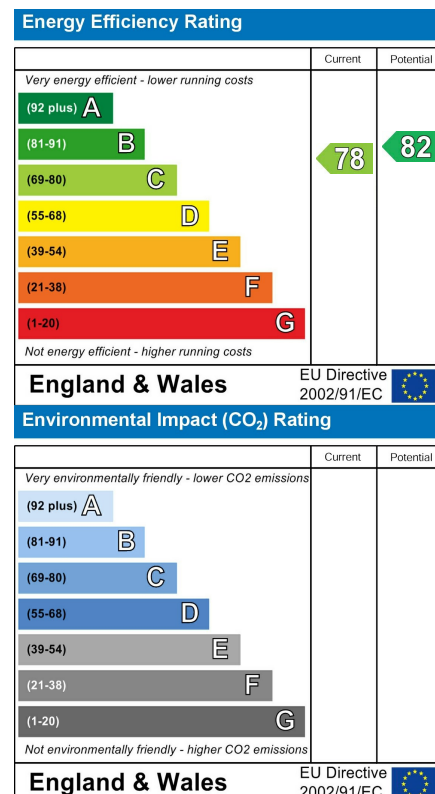 Energy Efficiency Rating
Current Potential
Very energy efficient - lower running costs
(92 plus) A
(81-91) B
(69-80) C
(55-68) D
(39-54) E
(21-38) F
(1-20) G
78
82
Not energy efficient - higher running costs
England & Wales
EU Directive
2002/91/EC
Environmental Impact (CO₂) Rating
Current Potential
Very environmentally friendly - lower CO2 emissions
(92 plus) A
(81-91) B
(69-80) C
(55-68) D
(39-54) E
(21-38) F
(1-20) G
Not environmentally friendly - higher CO2 emissions
England & Wales
EU Directive
2002/91/EC